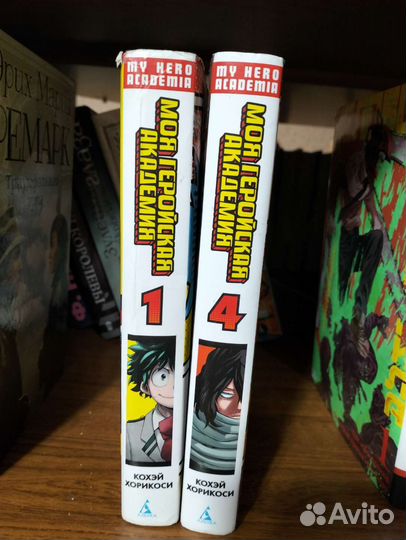 MY HERO
ACADEMIA
МОЯ ГЕРОЙСКАЯ
АКАДЕМИЯ
1
КОХЭЙ
ХОРИКОСИ
MY HERO
ACADEMIA
МОЯ ГЕРОЙСКАЯ
АКАДЕМИЯ
4
КОХЭЙ
ХОРИКОСИ
РЕМАРК
Avito